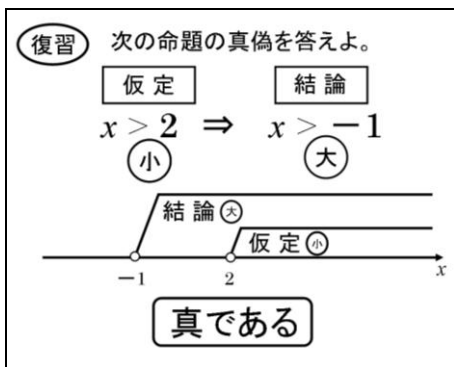 復習 次の命題の真偽を答えよ。
仮定 結論
x > 2 ⇒ x > −1
小 大
結論大
仮定小
−1 2 x
真である